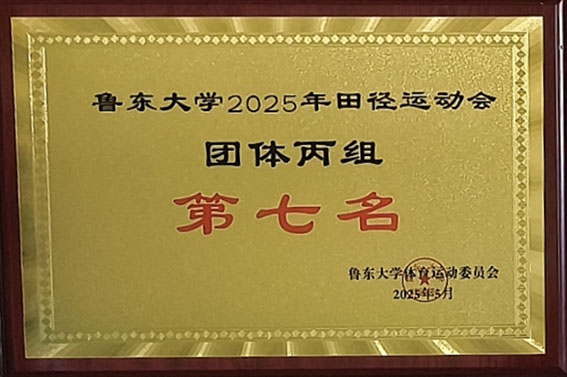 鲁东大学2025年田径运动会
团体丙组
第七名
鲁东大学体育运动委员会
2025年5月